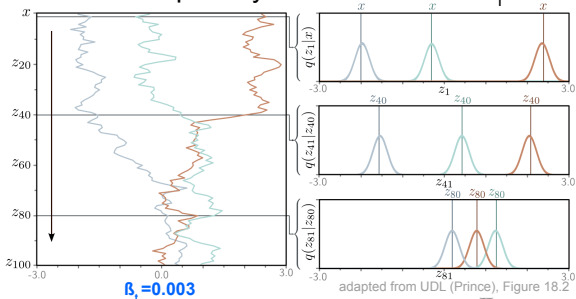 x
z20
z40
z60
z80
z100
-3.0 0.0 3.0
ß, =0.003
q(z1|x)
x x x
-3.0 z1 3.0
q(z41|z40)
z40 z40 z40
-3.0 z41 3.0
q(z81|z80)
z80 z80 z80
-3.0 z81 3.0
adapted from UDL (Prince), Figure 18.2